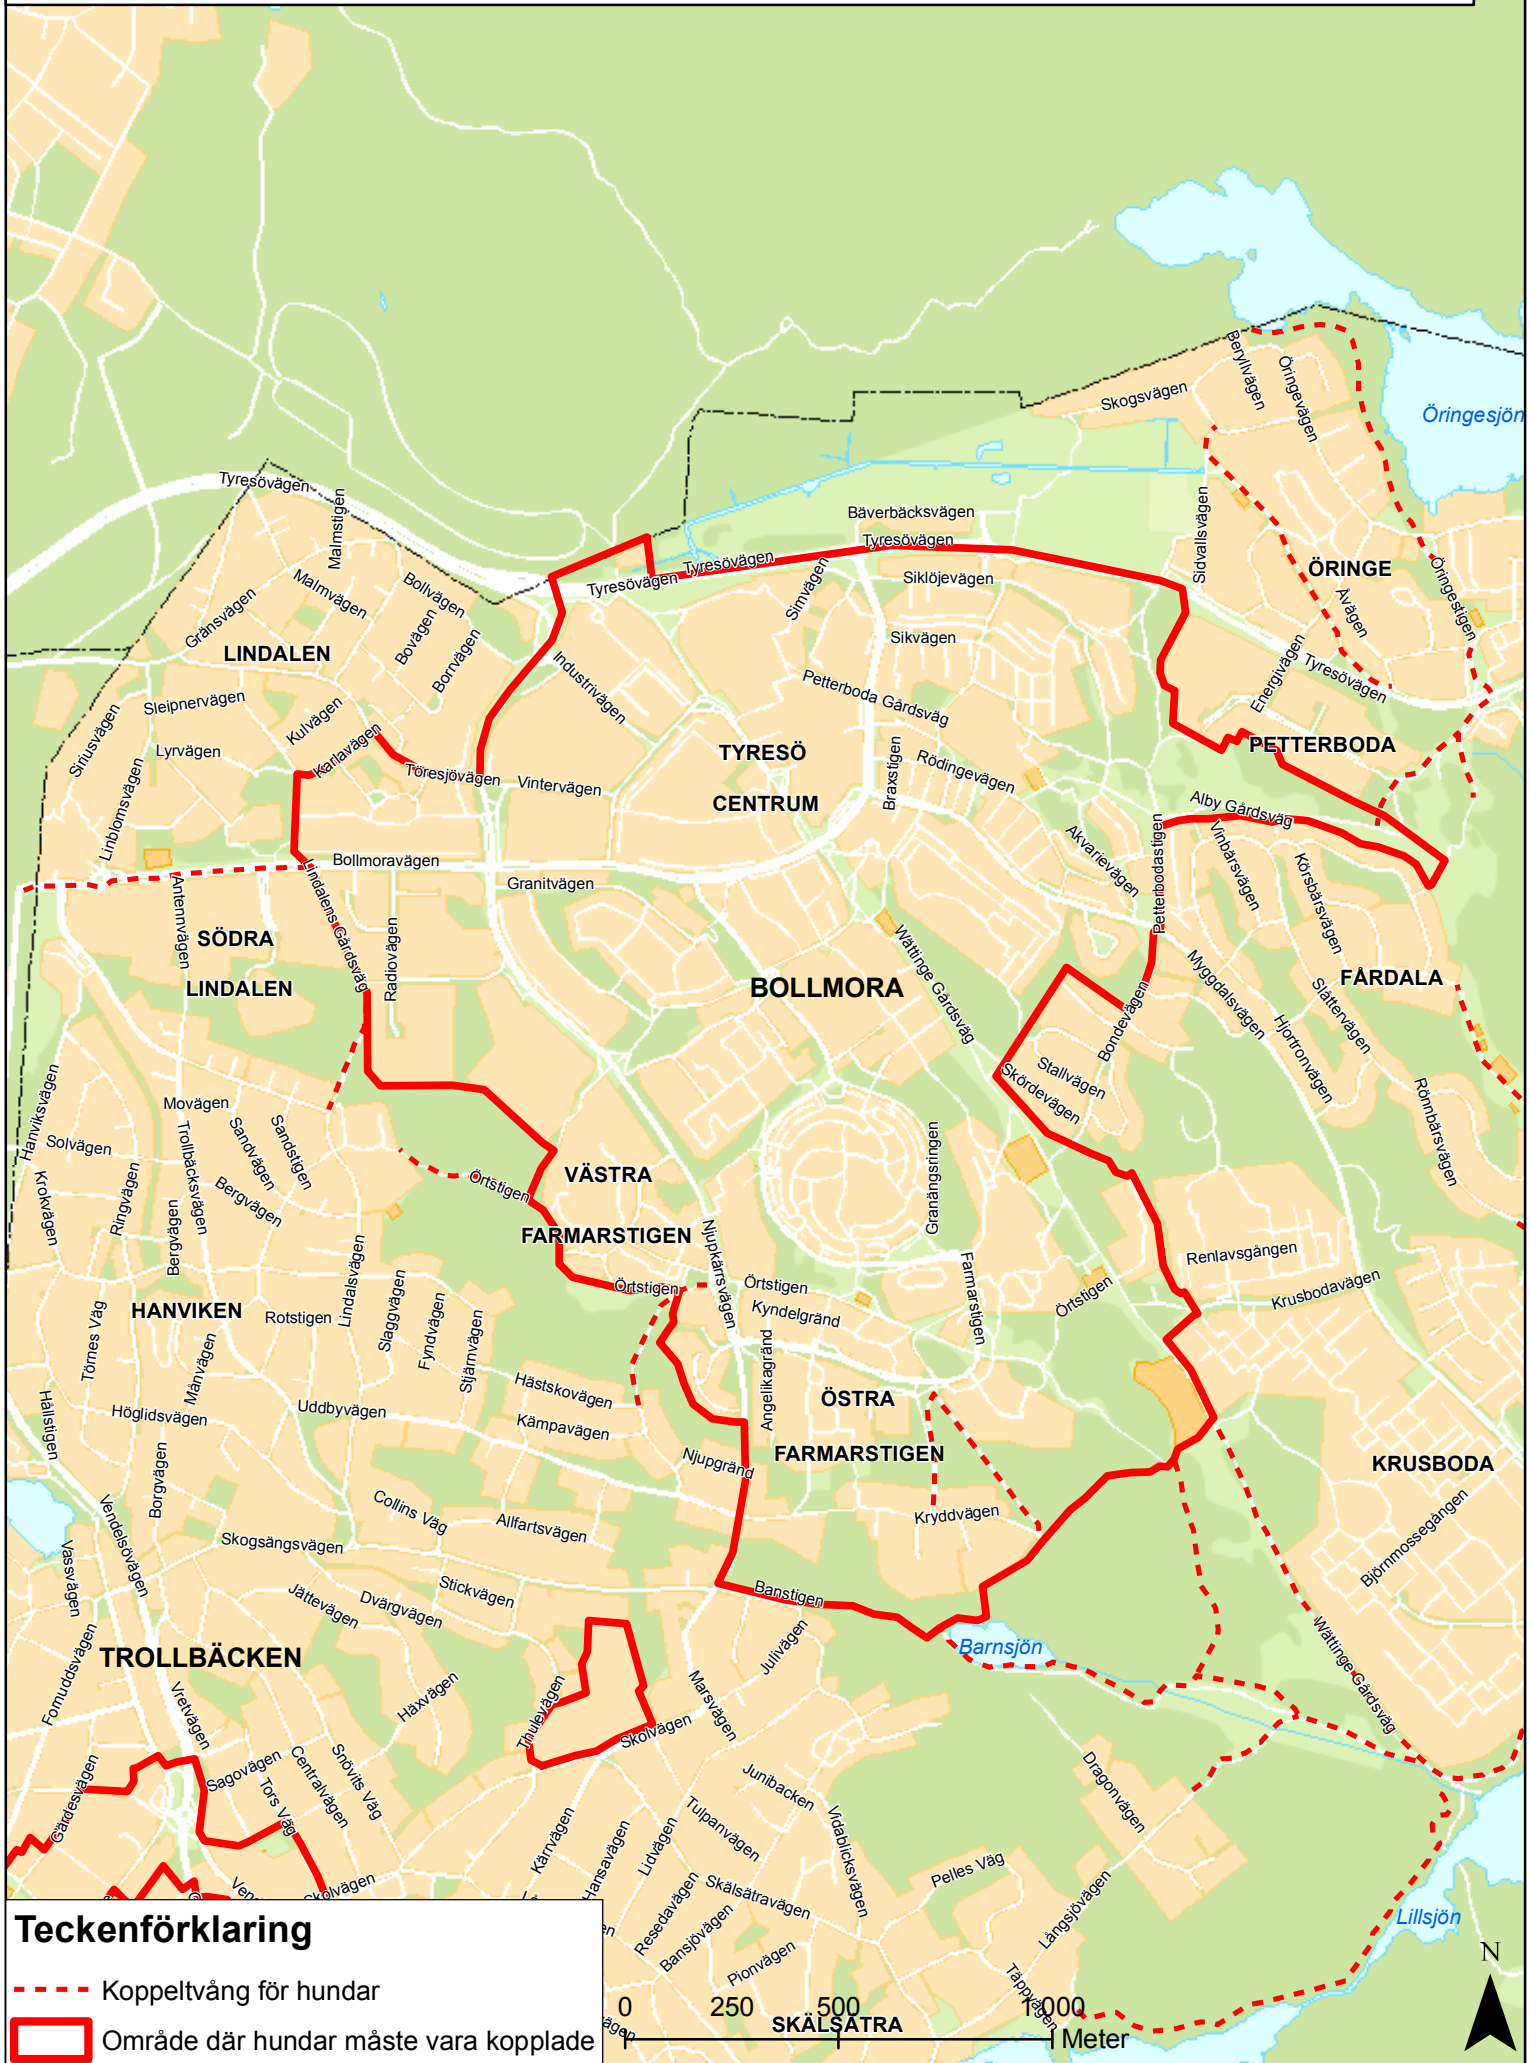 Beryllvägen
Öringevägen
Skogsvägen
Öringesjön
Tyresövägen
Malmstigen
Bäverbäcksvägen
Tyresövägen
Sidvallsvägen
Tyresövägen
Tyresövägen
Siklöjevägen
ÖRINGE
Öringestigen
Malmvägen
Bollvägen
Simvägen
Åvägen
Gränsvägen
Bovägen
Sikvägen
LINDALEN
Borrvägen
Industrivägen
Energivägen
Tyresövägen
Petterboda Gårdsväg
Sleipnervägen
Kulvägen
Siriusvägen
Lyrvägen
Karlavägen
TYRESÖ
PETTERBODA
Töresjövägen
Vintervägen
Braxstigen
Rödingevägen
CENTRUM
Alby Gårdsväg
Linblomsvägen
Akvarievägen
Petterbodastigen
Vinbärsvägen
Bollmoravägen
Körsbärsvägen
Granitvägen
Lindalens Gårdsväg
Antennvägen
SÖDRA
Radiovägen
Wättinge Gårdsväg
LINDALEN
BOLLMORA
Myggdalsvägen
FÅRDALA
Slåttervägen
Bondevägen
Hjortronvägen
Stallvägen
Skördevägen
Hanviksvägen
Movägen
Rönnbärsvägen
Solvägen
Sandvägen
Sandstigen
Trollbäcksvägen
Granängsringen
Krokvägen
Ringvägen
Bergvägen
Örtstigen
VÄSTRA
Bergvägen
FARMARSTIGEN
Njupkärrsvägen
Renlavsgången
Lindalsvägen
Farmarstigen
Örtstigen
Örtstigen
Örtstigen
Krusbodavägen
HANVIKEN
Rotstigen
Slaggvägen
Kyndelgränd
Törnes Väg
Fyndvägen
Stjärnvägen
Angelikagränd
Månvägen
Hästskovägen
ÖSTRA
Hållstigen
Höglidsvägen
Uddbyvägen
Kämpavägen
FARMARSTIGEN
Njupgränd
KRUSBODA
Borgvägen
Collins Väg
Allfartsvägen
Kryddvägen
Vendelsövägen
Skogsängsvägen
Björnmossegången
Vassvägen
Jättevägen
Dvärgvägen
Stickvägen
Banstigen
Wättinge Gårdsväg
Fornuddsvägen
TROLLBÄCKEN
Julivägen
Barnsjön
Häxvägen
Marsvägen
Vretvägen
Thulevägen
Skolvägen
Gärdesvägen
Sagovägen
Centralvägen
Snövits Väg
Tors Väg
Junibacken
Dragonvägen
Tulpanvägen
Vidablicksvägen
Kärrvägen
Hansavägen
Lidvägen
Pelles Väg
Skolvägen
Skälsätravägen
Resedavägen
Bansjövägen
Långsjövägen
Lillsjön
Pionvägen
Täppvägen
SKÄLSÄTRA
Teckenförklaring
Koppeltvång för hundar
Område där hundar måste vara kopplade
0 250 500 1 000
Meter
N